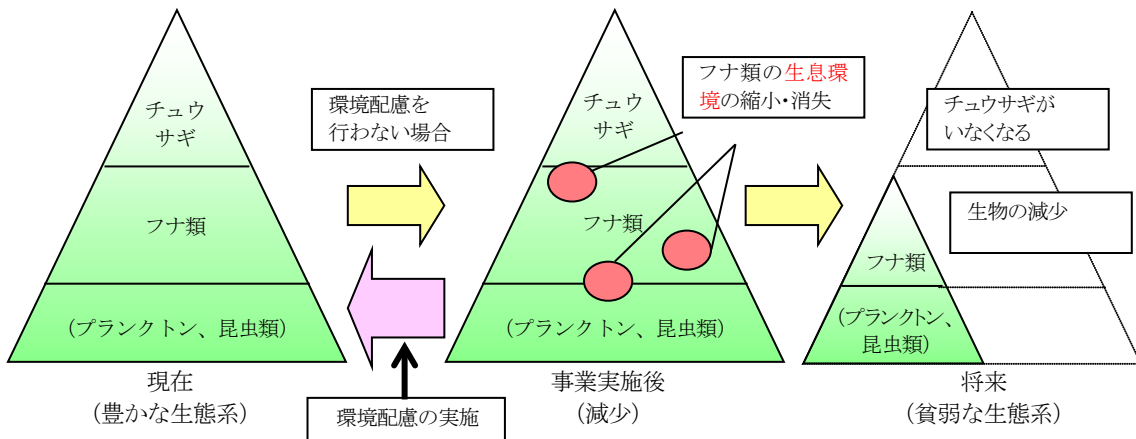 チュウ
サギ
フナ類
(プランクトン、昆虫類)
現在
(豊かな生態系)
環境配慮を
行わない場合
環境配慮の実施
チュウ
サギ
フナ類
(プランクトン、昆虫類)
事業実施後
(減少)
フナ類の生息環
境の縮小・消失
チュウサギが
いなくなる
生物の減少
フナ類
(プランクトン、
昆虫類)
将来
(貧弱な生態系)